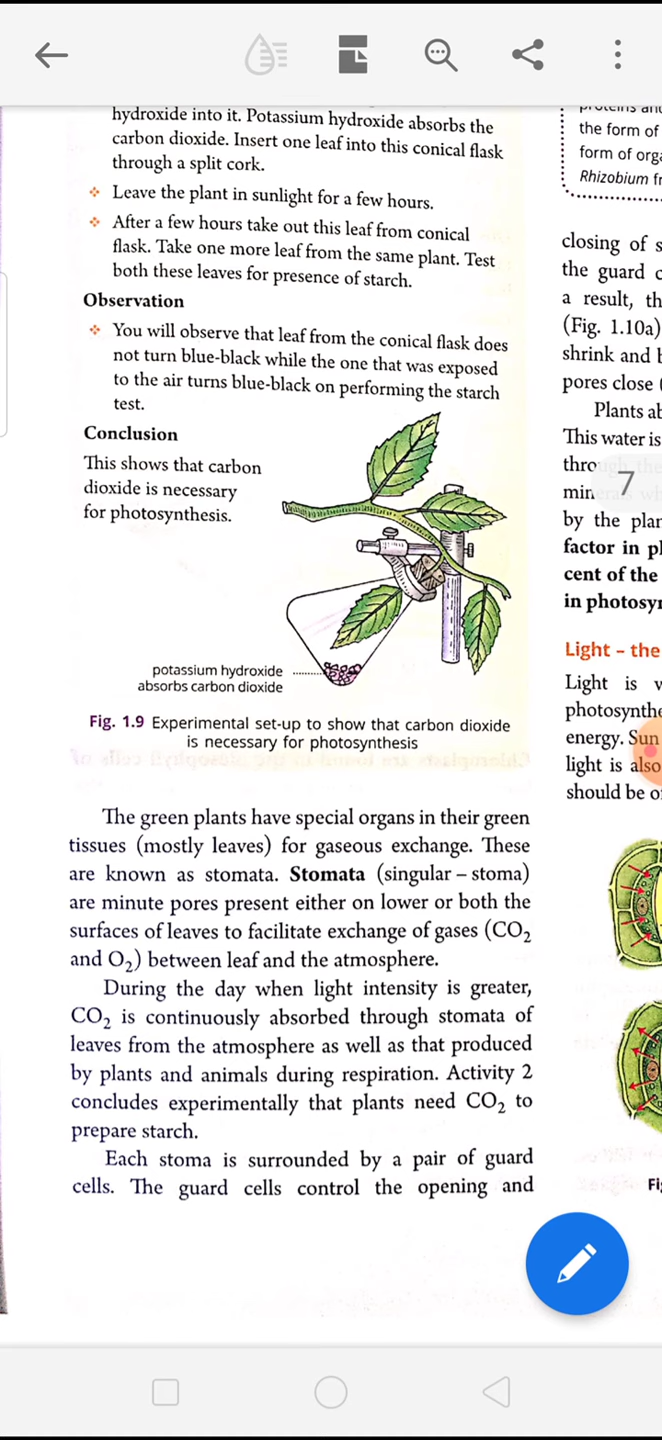 hydroxide into it. Potassium hydroxide absorbs the
carbon dioxide. Insert one leaf into this conical flask
through a split cork.
❖ Leave the plant in sunlight for a few hours.
❖ After a few hours take out this leaf from conical
flask. Take one more leaf from the same plant. Test
both these leaves for presence of starch.
Observation
❖ You will observe that leaf from the conical flask does
not turn blue-black while the one that was exposed
to the air turns blue-black on performing the starch
test.
Conclusion
This shows that carbon
dioxide is necessary
for photosynthesis.
potassium hydroxide
absorbs carbon dioxide
Fig. 1.9 Experimental set-up to show that carbon dioxide
is necessary for photosynthesis
The green plants have special organs in their green
tissues (mostly leaves) for gaseous exchange. These
are known as stomata. Stomata (singular – stoma)
are minute pores present either on lower or both the
surfaces of leaves to facilitate exchange of gases (CO₂
and O₂) between leaf and the atmosphere.
During the day when light intensity is greater,
CO₂ is continuously absorbed through stomata of
leaves from the atmosphere as well as that produced
by plants and animals during respiration. Activity 2
concludes experimentally that plants need CO₂ to
prepare starch.
Each stoma is surrounded by a pair of guard
cells. The guard cells control the opening and
the form of
form of orga
Rhizobium fr
closing of s
the guard c
a result, th
(Fig. 1.10a)
shrink and b
pores close (
Plants ab
This water is
through the
7
minerals wh
by the plan
factor in pl
cent of the
in photosyn
Light – the
Light is v
photosynthe
energy. Sun
light is also
should be o
Fi